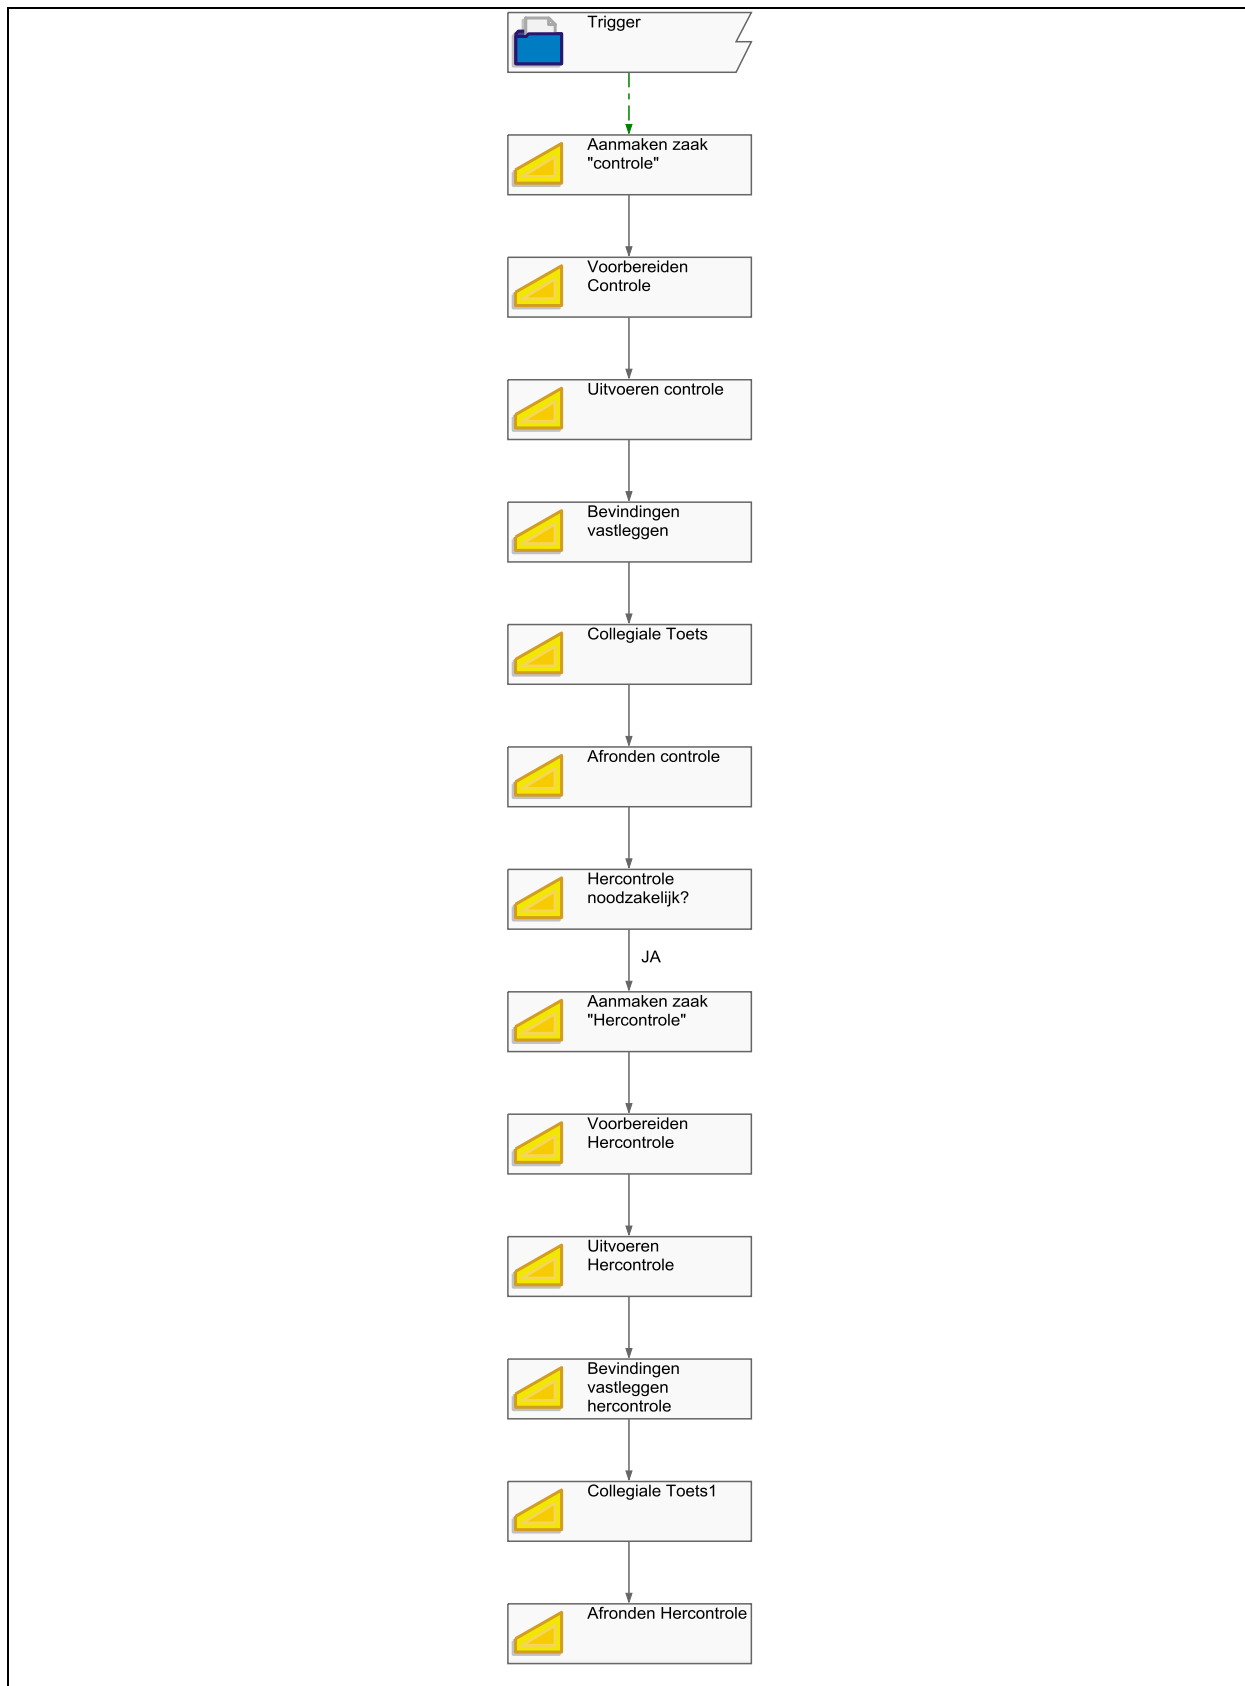 Trigger
Aanmaken zaak
"controle"
Voorbereiden
Controle
Uitvoeren controle
Bevindingen
vastleggen
Collegiale Toets
Afronden controle
Hercontrole
noodzakelijk?
JA
Aanmaken zaak
"Hercontrole"
Voorbereiden
Hercontrole
Uitvoeren
Hercontrole
Bevindingen
vastleggen
hercontrole
Collegiale Toets1
Afronden Hercontrole